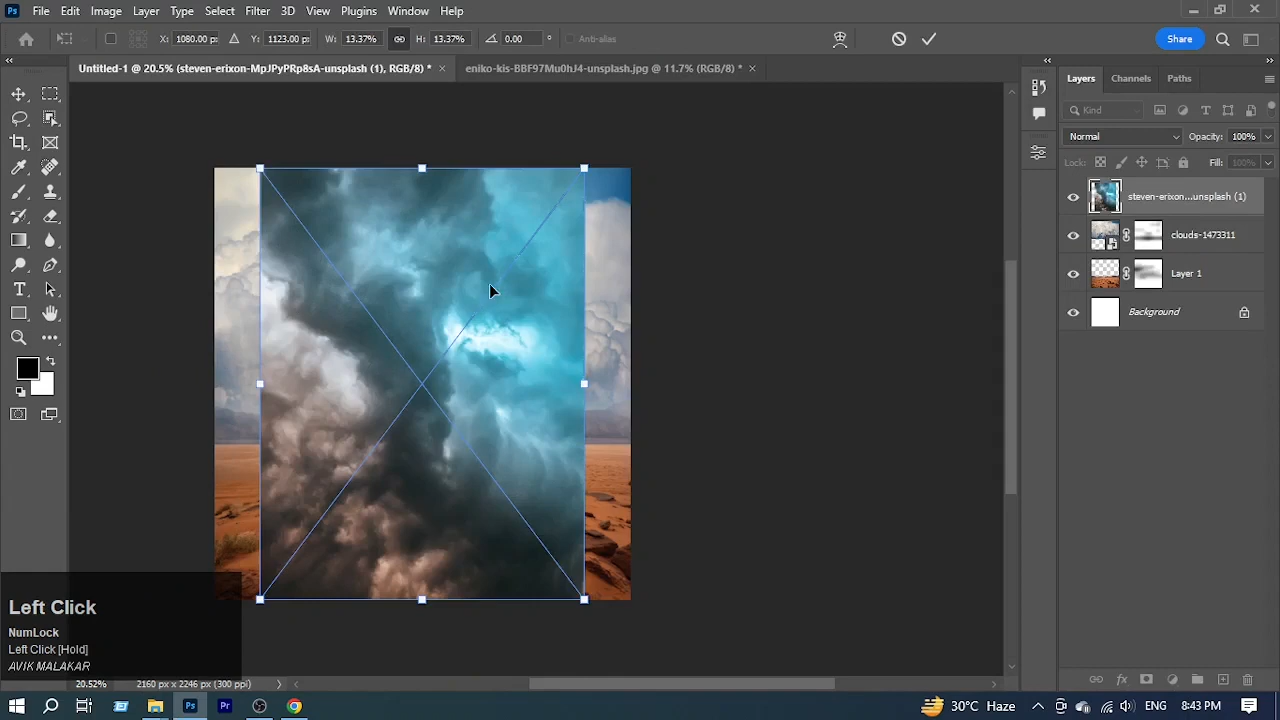 Ps File Edit Image Layer Type Select Filter 3D View Plugins Window Help
X: 1080.00 px Y: 1123.00 px W: 13.37% H: 13.37% 0.00 ° Anti-alias Share
Untitled-1 @ 20.5% (steven-erixon-MpJPyPRp8sA-unsplash (1), RGB/8) * × eniko-kis-BBF97Mu0hJ4-unsplash.jpg @ 11.7% (RGB/8) * ×
Layers Channels Paths
Kind
Normal Opacity: 100%
Lock: Fill: 100%
steven-erixon...unsplash (1)
clouds-1473311
Layer 1
Background
Left Click
NumLock
Left Click [Hold]
AVIK MALAKAR
20.52% 2160 px x 2246 px (300 ppi)
Ps Pr 30°C Haze ENG 8:43 PM